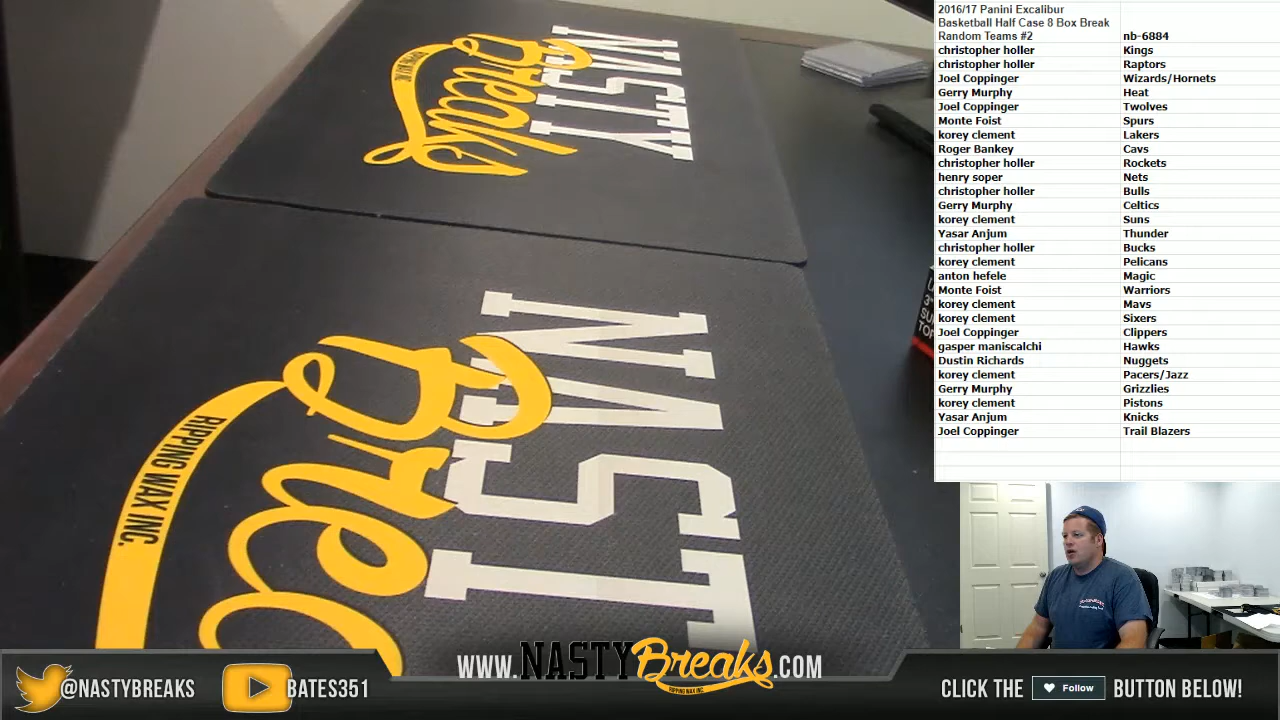 2016/17 Panini Excalibur
Basketball Half Case 8 Box Break
Random Teams #2 nb-6884
christopher holler Kings
christopher holler Raptors
Joel Coppinger Wizards/Hornets
Gerry Murphy Heat
Joel Coppinger Twolves
Monte Foist Spurs
korey clement Lakers
Roger Bankey Cavs
christopher holler Rockets
henry soper Nets
christopher holler Bulls
Gerry Murphy Celtics
korey clement Suns
Yasar Anjum Thunder
christopher holler Bucks
korey clement Pelicans
anton hefele Magic
Monte Foist Warriors
korey clement Mavs
korey clement Sixers
Joel Coppinger Clippers
gasper maniscalchi Hawks
Dustin Richards Nuggets
korey clement Pacers/Jazz
Gerry Murphy Grizzlies
korey clement Pistons
Yasar Anjum Knicks
Joel Coppinger Trail Blazers
NASTY
Breaks
RIPPING WAX INC.
NAST
Brea
RIPPING WAX INC.
@NASTYBREAKS
BATES351
WWW.NASTYBreaks.COM
RIPPING WAX INC.
CLICK THE Follow BUTTON BELOW!